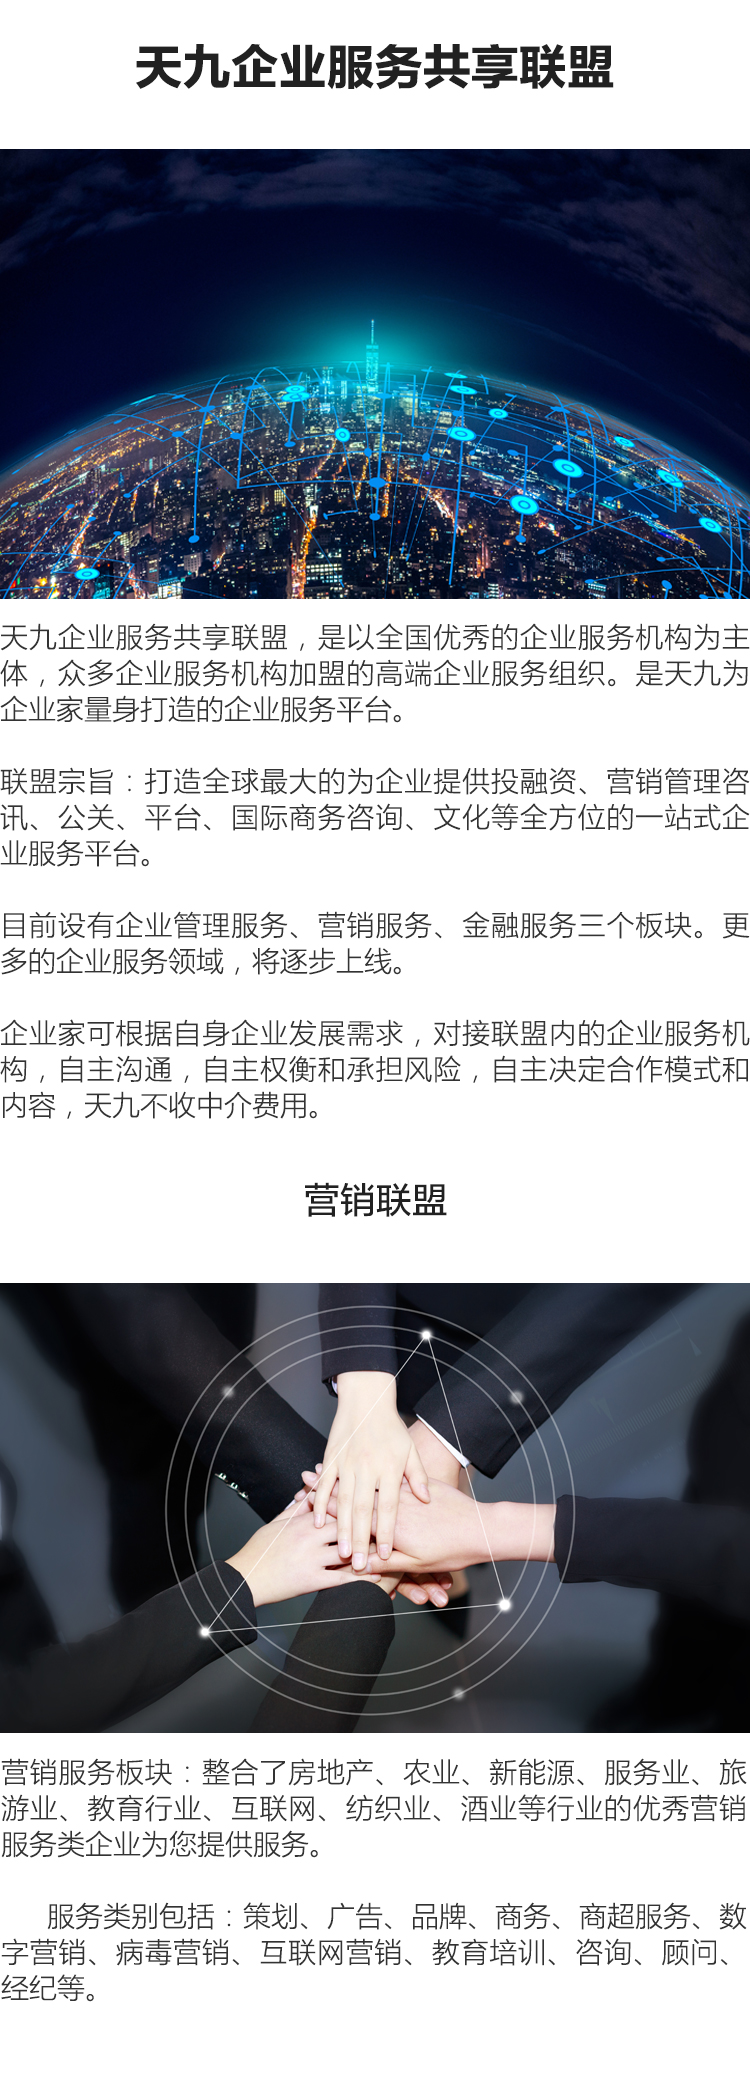 天九企业服务共享联盟
天九企业服务共享联盟，是以全国优秀的企业服务机构为主
体，众多企业服务机构加盟的高端企业服务组织。是天九为
企业家量身打造的企业服务平台。
联盟宗旨：打造全球最大的为企业提供投融资、营销管理咨
讯、公关、平台、国际商务咨询、文化等全方位的一站式企
业服务平台。
目前设有企业管理服务、营销服务、金融服务三个板块。更
多的企业服务领域，将逐步上线。
企业家可根据自身企业发展需求，对接联盟内的企业服务机
构，自主沟通，自主权衡和承担风险，自主决定合作模式和
内容，天九不收中介费用。
营销联盟
营销服务板块：整合了房地产、农业、新能源、服务业、旅
游业、教育行业、互联网、纺织业、酒业等行业的优秀营销
服务类企业为您提供服务。
服务类别包括：策划、广告、品牌、商务、商超服务、数
字营销、病毒营销、互联网营销、教育培训、咨询、顾问、
经纪等。